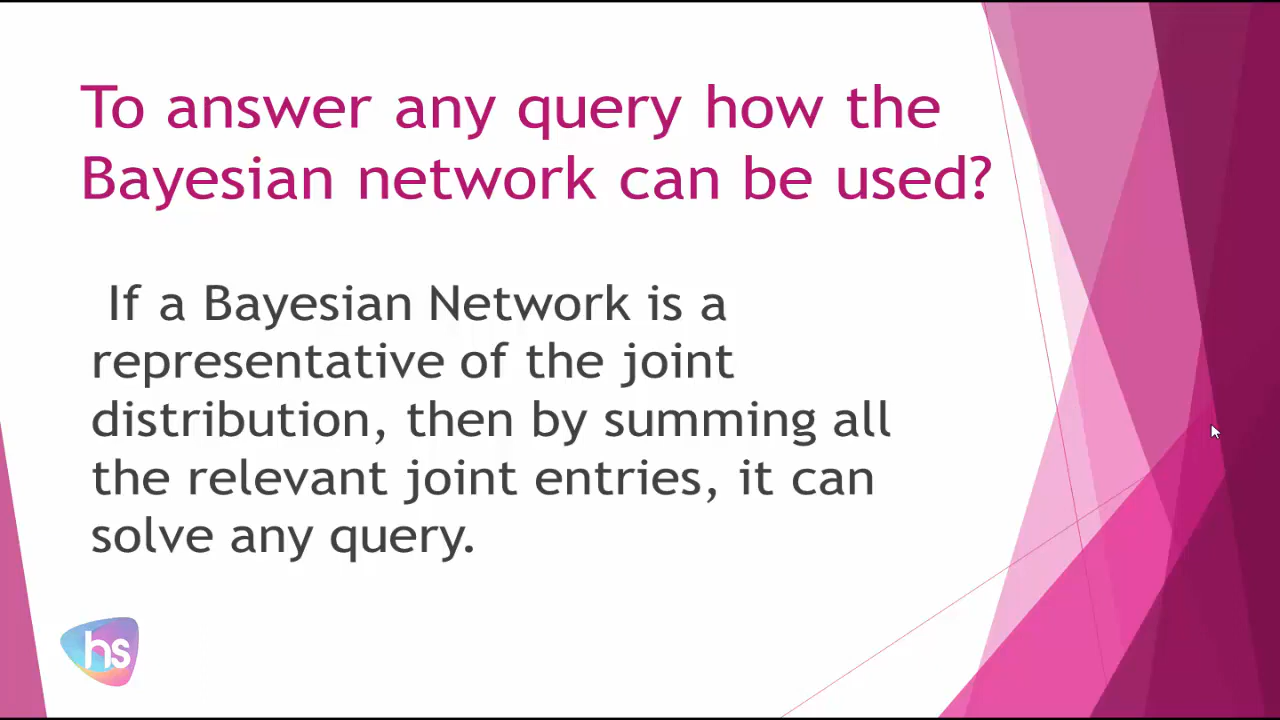 To answer any query how the
Bayesian network can be used?
If a Bayesian Network is a
representative of the joint
distribution, then by summing all
the relevant joint entries, it can
solve any query.
hs